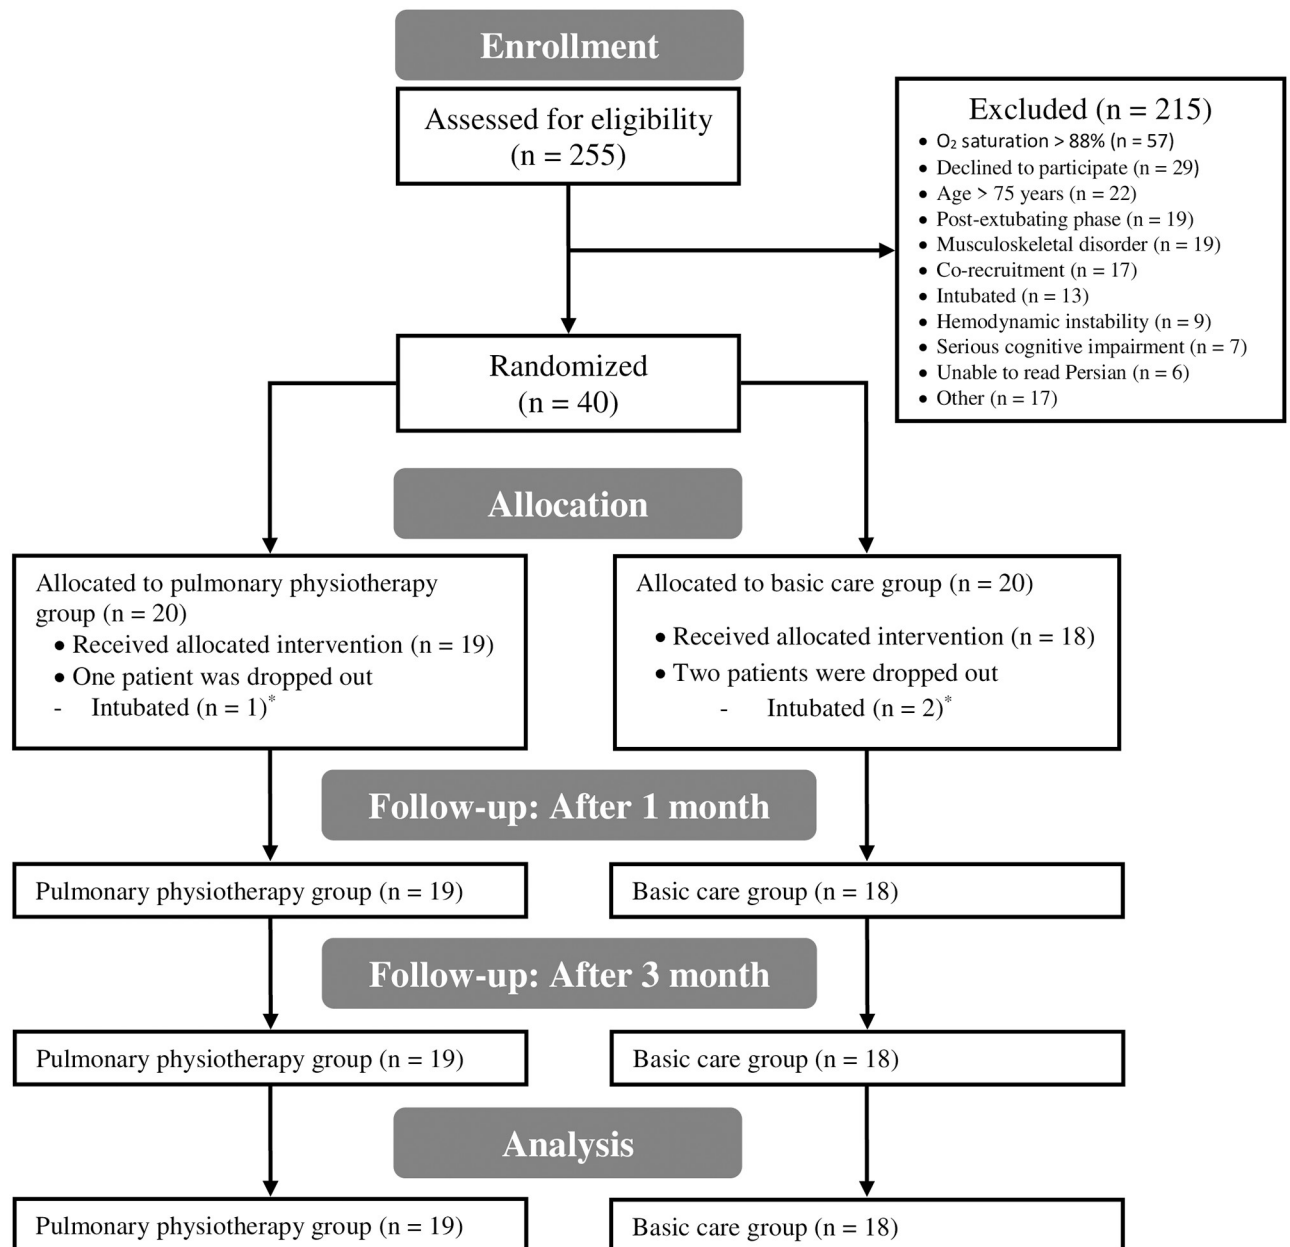 Enrollment
Assessed for eligibility
(n = 255)
Excluded (n = 215)
• O₂ saturation > 88% (n = 57)
• Declined to participate (n = 29)
• Age > 75 years (n = 22)
• Post-extubating phase (n = 19)
• Musculoskeletal disorder (n = 19)
• Co-recruitment (n = 17)
• Intubated (n = 13)
• Hemodynamic instability (n = 9)
• Serious cognitive impairment (n = 7)
• Unable to read Persian (n = 6)
• Other (n = 17)
Randomized
(n = 40)
Allocation
Allocated to pulmonary physiotherapy
group (n = 20)
• Received allocated intervention (n = 19)
• One patient was dropped out
- Intubated (n = 1)*
Allocated to basic care group (n = 20)
• Received allocated intervention (n = 18)
• Two patients were dropped out
- Intubated (n = 2)*
Follow-up: After 1 month
Pulmonary physiotherapy group (n = 19)
Basic care group (n = 18)
Follow-up: After 3 month
Pulmonary physiotherapy group (n = 19)
Basic care group (n = 18)
Analysis
Pulmonary physiotherapy group (n = 19)
Basic care group (n = 18)